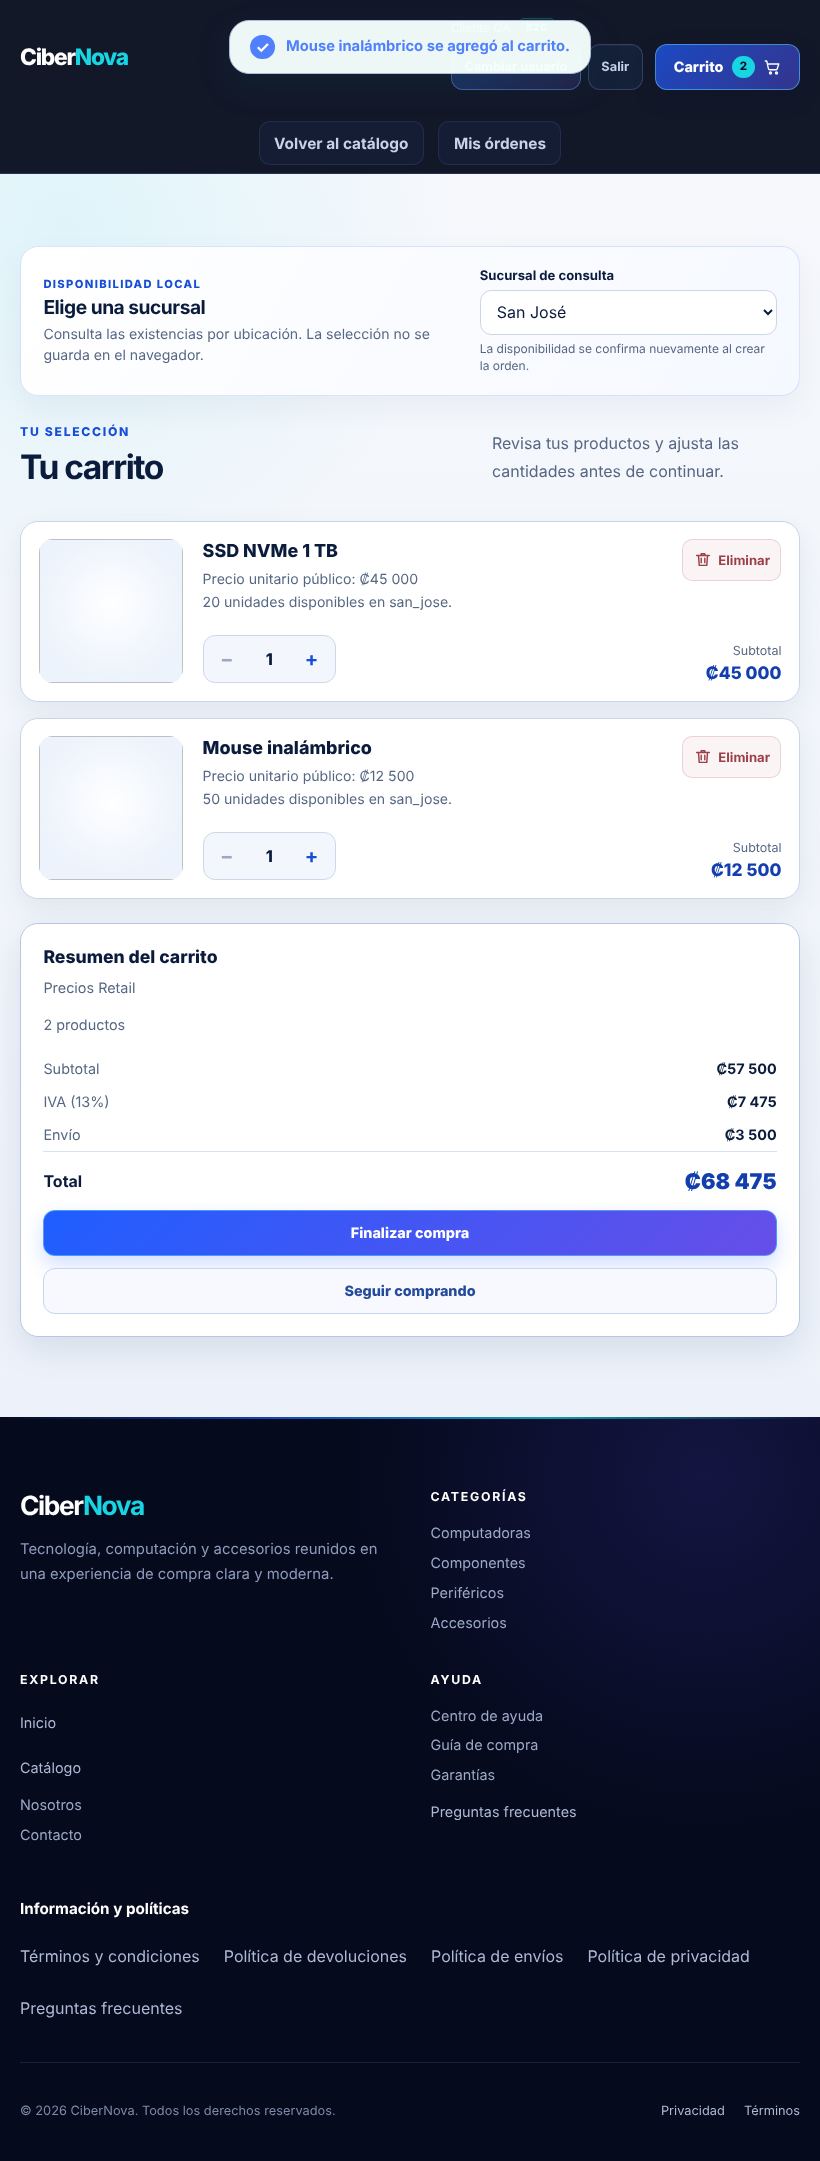 CiberNova
Mouse inalámbrico se agregó al carrito.
Salir
Carrito 2
Volver al catálogo
Mis órdenes
DISPONIBILIDAD LOCAL
Elige una sucursal
Consulta las existencias por ubicación. La selección no se
guarda en el navegador.
Sucursal de consulta
San José
La disponibilidad se confirma nuevamente al crear
la orden.
TU SELECCIÓN
Tu carrito
Revisa tus productos y ajusta las
cantidades antes de continuar.
SSD NVMe 1 TB
Precio unitario público: ₡45 000
20 unidades disponibles en san_jose.
− 1 +
Eliminar
Subtotal
₡45 000
Mouse inalámbrico
Precio unitario público: ₡12 500
50 unidades disponibles en san_jose.
− 1 +
Eliminar
Subtotal
₡12 500
Resumen del carrito
Precios Retail
2 productos
Subtotal ₡57 500
IVA (13%) ₡7 475
Envío ₡3 500
Total ₡68 475
Finalizar compra
Seguir comprando
CiberNova
Tecnología, computación y accesorios reunidos en
una experiencia de compra clara y moderna.
CATEGORÍAS
Computadoras
Componentes
Periféricos
Accesorios
EXPLORAR
Inicio
Catálogo
Nosotros
Contacto
AYUDA
Centro de ayuda
Guía de compra
Garantías
Preguntas frecuentes
Información y políticas
Términos y condiciones
Política de devoluciones
Política de envíos
Política de privacidad
Preguntas frecuentes
© 2026 CiberNova. Todos los derechos reservados.
Privacidad
Términos